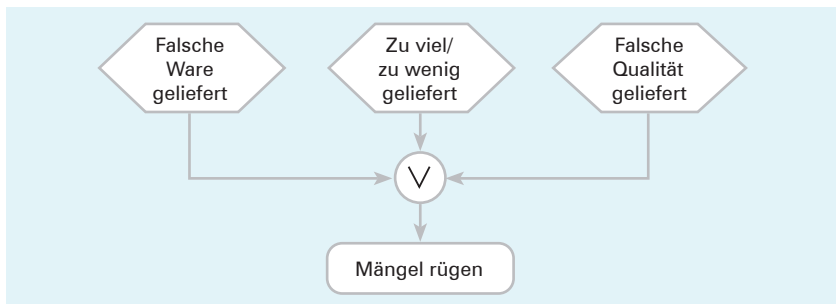 Falsche
Ware
geliefert
Zu viel/
zu wenig
geliefert
Falsche
Qualität
geliefert
V
Mängel rügen